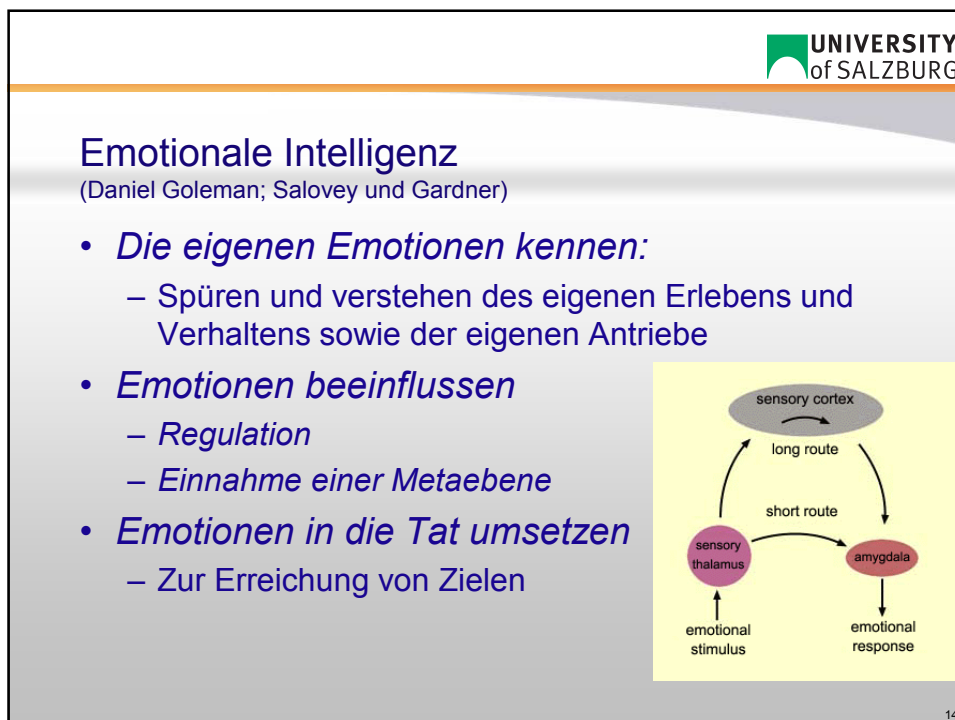 UNIVERSITY
of SALZBURG
Emotionale Intelligenz
(Daniel Goleman; Salovey und Gardner)
• Die eigenen Emotionen kennen:
– Spüren und verstehen des eigenen Erlebens und
Verhaltens sowie der eigenen Antriebe
• Emotionen beeinflussen
– Regulation
– Einnahme einer Metaebene
• Emotionen in die Tat umsetzen
– Zur Erreichung von Zielen
sensory cortex
long route
short route
sensory
thalamus
amygdala
emotional
stimulus
emotional
response
14